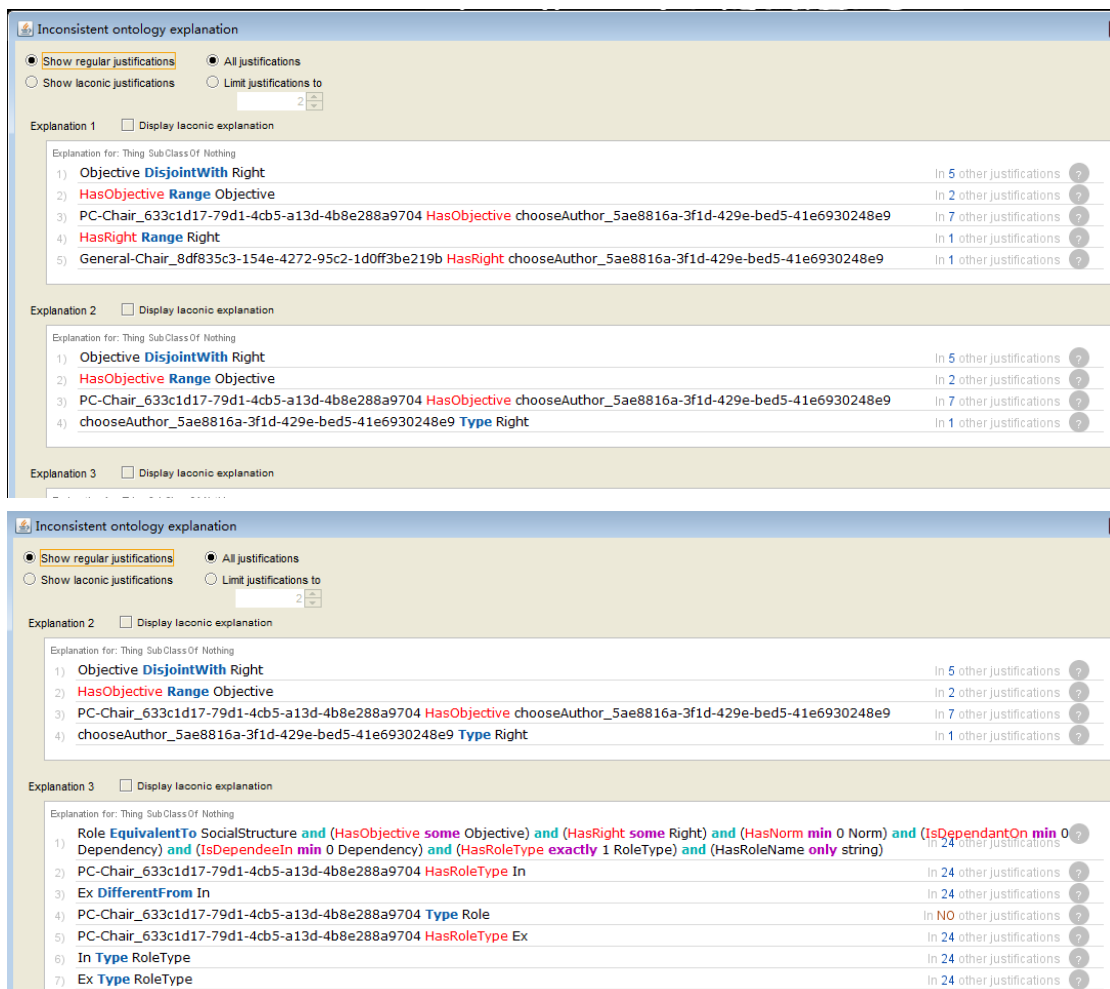 Inconsistent ontology explanation
Show regular justifications All justifications
Show laconic justifications Limit justifications to
2
Explanation 1 Display laconic explanation
Explanation for: Thing SubClassOf Nothing
1) Objective DisjointWith Right In 5 other justifications ?
2) HasObjective Range Objective In 2 other justifications ?
3) PC-Chair_633c1d17-79d1-4cb5-a13d-4b8e288a9704 HasObjective chooseAuthor_5ae8816a-3f1d-429e-bed5-41e6930248e9 In 7 other justifications ?
4) HasRight Range Right In 1 other justifications ?
5) General-Chair_8df835c3-154e-4272-95c2-1d0ff3be219b HasRight chooseAuthor_5ae8816a-3f1d-429e-bed5-41e6930248e9 In 1 other justifications ?
Explanation 2 Display laconic explanation
Explanation for: Thing SubClassOf Nothing
1) Objective DisjointWith Right In 5 other justifications ?
2) HasObjective Range Objective In 2 other justifications ?
3) PC-Chair_633c1d17-79d1-4cb5-a13d-4b8e288a9704 HasObjective chooseAuthor_5ae8816a-3f1d-429e-bed5-41e6930248e9 In 7 other justifications ?
4) chooseAuthor_5ae8816a-3f1d-429e-bed5-41e6930248e9 Type Right In 1 other justifications ?
Explanation 3 Display laconic explanation
Inconsistent ontology explanation
Show regular justifications All justifications
Show laconic justifications Limit justifications to
2
Explanation 2 Display laconic explanation
Explanation for: Thing SubClassOf Nothing
1) Objective DisjointWith Right In 5 other justifications ?
2) HasObjective Range Objective In 2 other justifications ?
3) PC-Chair_633c1d17-79d1-4cb5-a13d-4b8e288a9704 HasObjective chooseAuthor_5ae8816a-3f1d-429e-bed5-41e6930248e9 In 7 other justifications ?
4) chooseAuthor_5ae8816a-3f1d-429e-bed5-41e6930248e9 Type Right In 1 other justifications ?
Explanation 3 Display laconic explanation
Explanation for: Thing SubClassOf Nothing
1) Role EquivalentTo SocialStructure and (HasObjective some Objective) and (HasRight some Right) and (HasNorm min 0 Norm) and (IsDependantOn min 0 ?
Dependency) and (IsDependeeIn min 0 Dependency) and (HasRoleType exactly 1 RoleType) and (HasRoleName only string) In 24 other justifications
2) PC-Chair_633c1d17-79d1-4cb5-a13d-4b8e288a9704 HasRoleType In In 24 other justifications ?
3) Ex DifferentFrom In In 24 other justifications ?
4) PC-Chair_633c1d17-79d1-4cb5-a13d-4b8e288a9704 Type Role In NO other justifications ?
5) PC-Chair_633c1d17-79d1-4cb5-a13d-4b8e288a9704 HasRoleType Ex In 24 other justifications ?
6) In Type RoleType In 24 other justifications ?
7) Ex Type RoleType In 24 other justifications ?